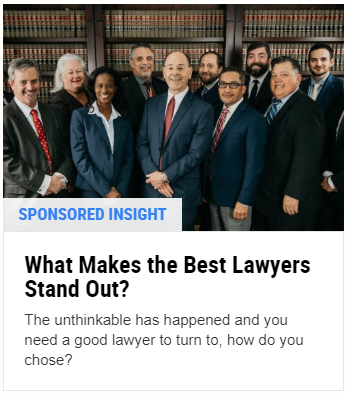 SPONSORED INSIGHT
What Makes the Best Lawyers
Stand Out?
The unthinkable has happened and you
need a good lawyer to turn to, how do you
chose?